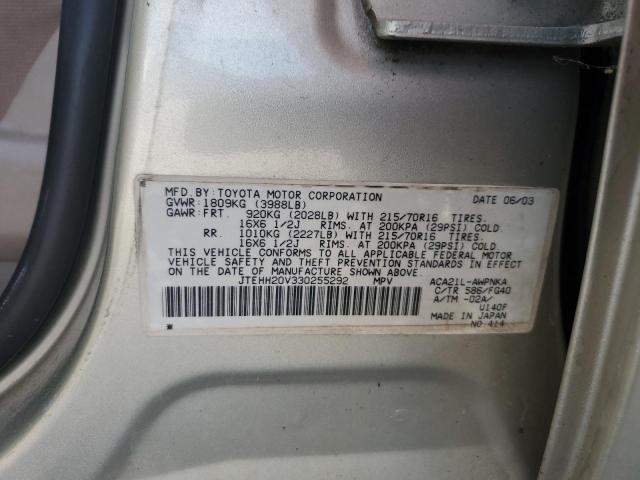 MFD. BY: TOYOTA MOTOR CORPORATION DATE 06/03
GVWR: 1809KG (3988LB)
GAWR: FRT. 920KG (2028LB) WITH 215/70R16 TIRES.
16X6 1/2J RIMS. AT 200KPA (29PSI) COLD
RR. 1010KG (2227LB) WITH 215/70R16 TIRES.
16X6 1/2J RIMS. AT 200KPA (29PSI) COLD.
THIS VEHICLE CONFORMS TO ALL APPLICABLE FEDERAL MOTOR
VEHICLE SAFETY AND THEFT PREVENTION STANDARDS IN EFFECT
ON THE DATE OF MANUFACTURE SHOWN ABOVE.
JTEHH20V330255292 MPV ACA21L-AWPNKA
C/TR 586/FG40
A/TM -02A/
U140F
MADE IN JAPAN
NO.414